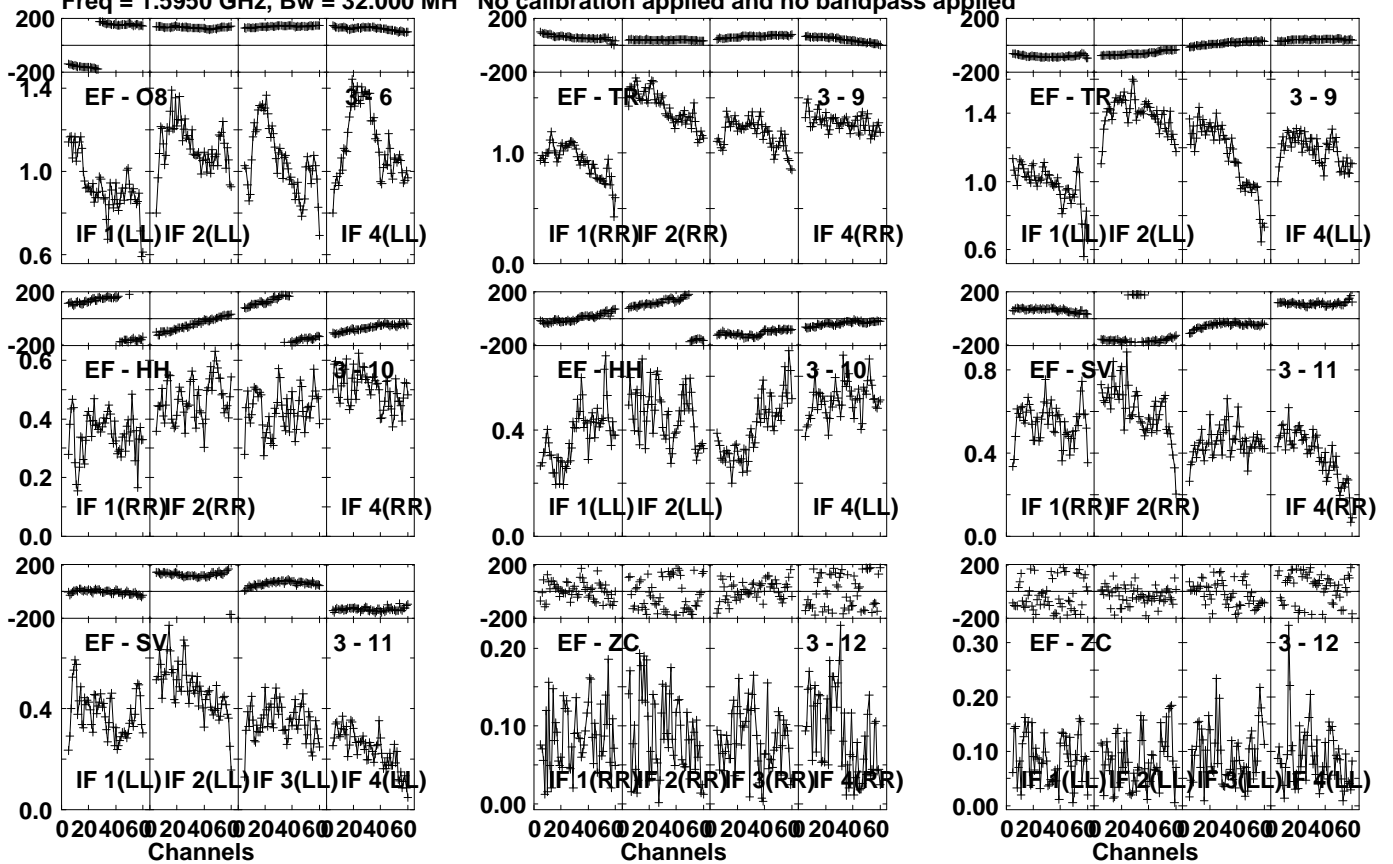 Freq = 1.5950 GHz, Bw = 32.000 MH No calibration applied and no bandpass applied
200
-200
1.4
1.0
0.6
EF - O8
3 - 6
IF 1(LL) IF 2(LL) IF 4(LL)
200
-200
1.0
0.0
EF - TR
3 - 9
IF 1(RR) IF 2(RR) IF 4(RR)
200
-200
1.4
1.0
0.6
EF - TR
3 - 9
IF 1(LL) IF 2(LL) IF 4(LL)
200
-200
0.6
0.4
0.2
0.0
EF - HH
3 - 10
IF 1(RR) IF 2(RR) IF 4(RR)
200
-200
0.4
0.0
EF - HH
3 - 10
IF 1(LL) IF 2(LL) IF 4(LL)
200
-200
0.8
0.4
0.0
EF - SV
3 - 11
IF 1(RR) IF 2(RR) IF 4(RR)
200
-200
0.4
0.0
EF - SV
3 - 11
IF 1(LL) IF 2(LL) IF 3(LL) IF 4(LL)
0 20 40 60 0 20 40 60 0 20 40 60 0 20 40 60
Channels
200
-200
0.20
0.10
0.00
EF - ZC
3 - 12
IF 1(RR) IF 2(RR) IF 3(RR) IF 4(RR)
0 20 40 60 0 20 40 60 0 20 40 60 0 20 40 60
Channels
200
-200
0.30
0.20
0.10
0.00
EF - ZC
3 - 12
IF 1(LL) IF 2(LL) IF 3(LL) IF 4(LL)
0 20 40 60 0 20 40 60 0 20 40 60 0 20 40 60
Channels